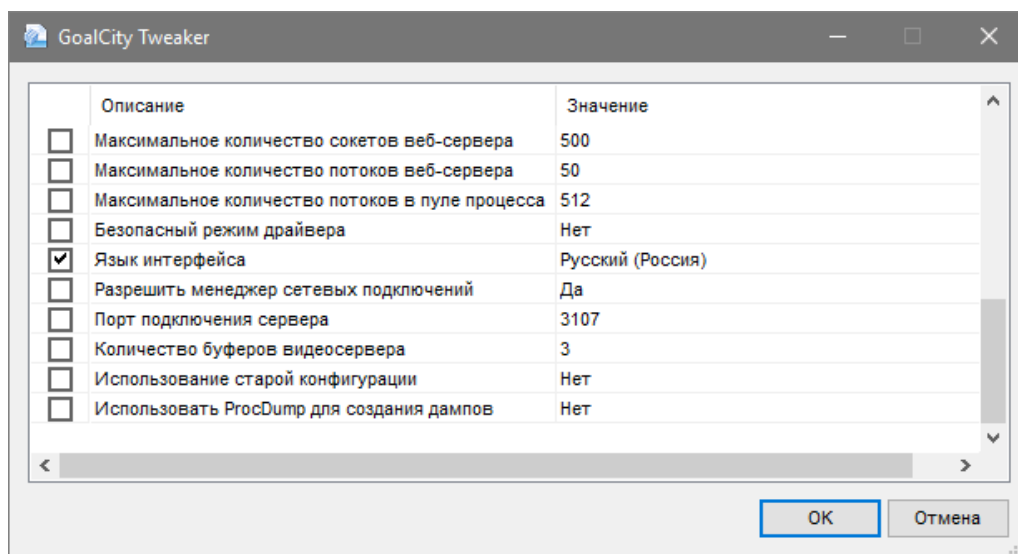 GoalCity Tweaker
Описание Значение
Максимальное количество сокетов веб-сервера 500
Максимальное количество потоков веб-сервера 50
Максимальное количество потоков в пуле процесса 512
Безопасный режим драйвера Нет
Язык интерфейса Русский (Россия)
Разрешить менеджер сетевых подключений Да
Порт подключения сервера 3107
Количество буферов видеосервера 3
Использование старой конфигурации Нет
Использовать ProcDump для создания дампов Нет
OK Отмена